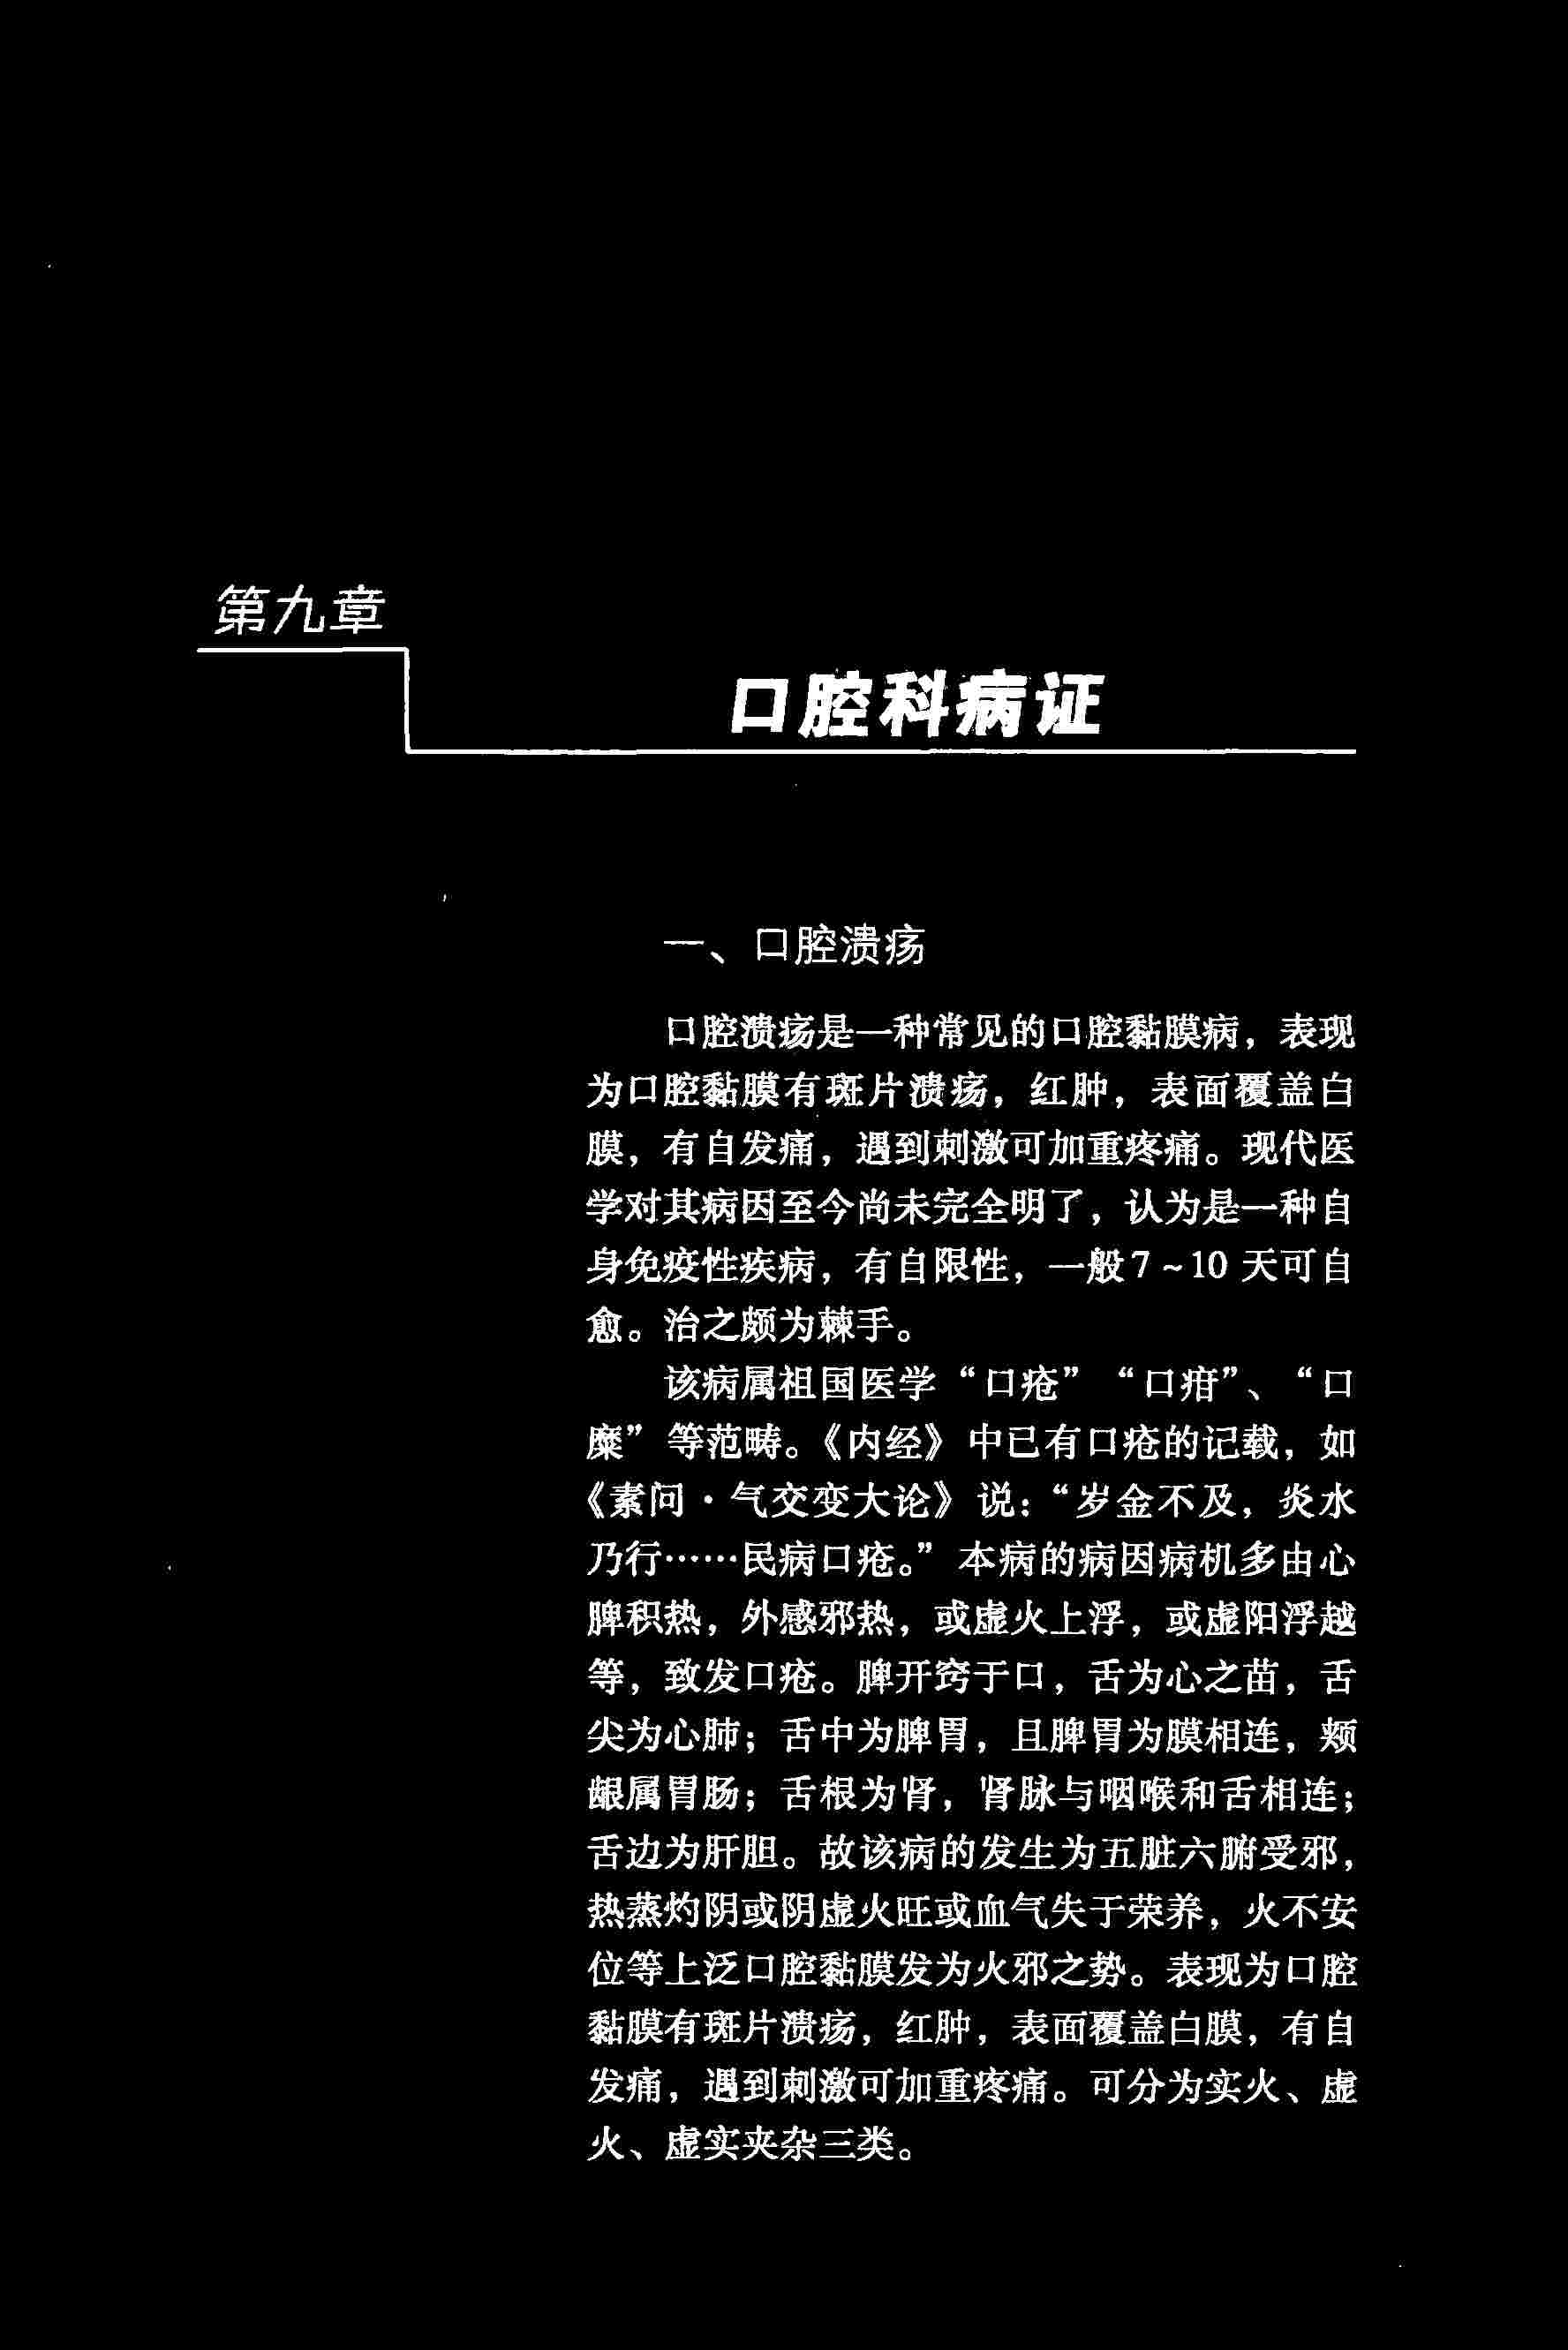 第九章
口腔科病证
一、口腔溃疡
口腔溃疡是一种常见的口腔黏膜病，表现
为口腔黏膜有斑片溃疡，红肿，表面覆盖白
膜，有自发痛，遇到刺激可加重疼痛。现代医
学对其病因至今尚未完全明了，认为是一种自
身免疫性疾病，有自限性，一般7~10天可自
愈。治之颇为棘手。
该病属祖国医学“口疮”“口疳”、“口
糜”等范畴。《内经》中已有口疮的记载，如
《素问·气交变大论》说：“岁金不及，炎水
乃行……民病口疮。”本病的病因病机多由心
脾积热，外感邪热，或虚火上浮，或虚阳浮越
等，致发口疮。脾开窍于口，舌为心之苗，舌
尖为心肺；舌中为脾胃，且脾胃为膜相连，颊
龈属胃肠；舌根为肾，肾脉与咽喉和舌相连；
舌边为肝胆。故该病的发生为五脏六腑受邪，
热蒸灼阴或阴虚火旺或血气失于荣养，火不安
位等上泛口腔黏膜发为火邪之势。表现为口腔
黏膜有斑片溃疡，红肿，表面覆盖白膜，有自
发痛，遇到刺激可加重疼痛。可分为实火、虚
火、虚实夹杂三类。